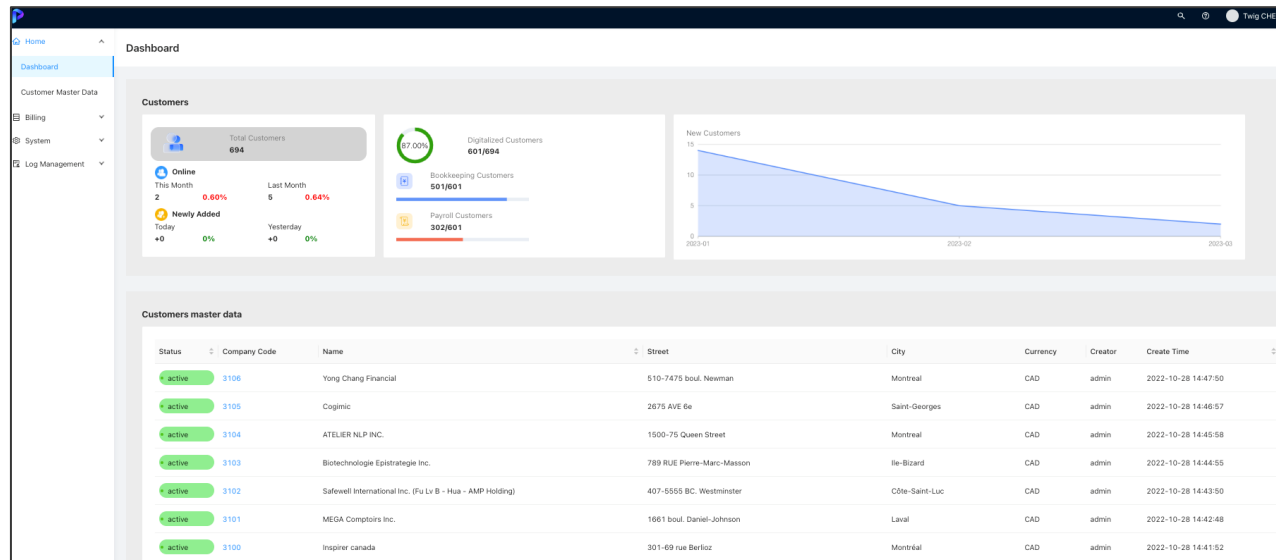 Twig CHE
Home
Dashboard
Customer Master Data
Billing
System
Log Management
Dashboard
Customers
Total Customers
694
Online
This Month Last Month
2 0.60% 5 0.64%
Newly Added
Today Yesterday
+0 0% +0 0%
87.00%
Digitalized Customers
601/694
Bookkeeping Customers
501/601
Payroll Customers
302/601
New Customers
15
10
5
0
2023-01 2023-02 2023-03
Customers master data
Status Company Code Name Street City Currency Creator Create Time
active 3106 Yong Chang Financial 510-7475 boul. Newman Montreal CAD admin 2022-10-28 14:47:50
active 3105 Cogimic 2675 AVE 6e Saint-Georges CAD admin 2022-10-28 14:46:57
active 3104 ATELIER NLP INC. 1500-75 Queen Street Montreal CAD admin 2022-10-28 14:45:58
active 3103 Biotechnologie Epistrategie Inc. 789 RUE Pierre-Marc-Masson Ile-Bizard CAD admin 2022-10-28 14:44:55
active 3102 Safewell International Inc. (Fu Lv B - Hua - AMP Holding) 407-5555 BC. Westminster Côte-Saint-Luc CAD admin 2022-10-28 14:43:50
active 3101 MEGA Comptoirs Inc. 1661 boul. Daniel-Johnson Laval CAD admin 2022-10-28 14:42:48
active 3100 Inspirer canada 301-69 rue Berlioz Montréal CAD admin 2022-10-28 14:41:52